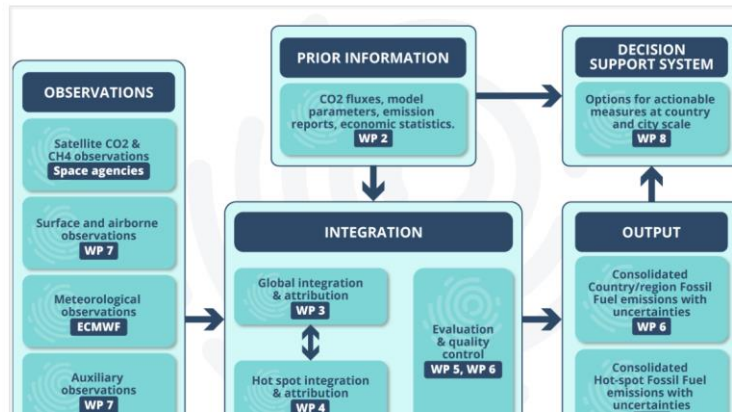 OBSERVATIONS
Satellite CO2 &
CH4 observations
Space agencies
Surface and airborne
observations
WP 7
Meteorological
observations
ECMWF
Auxiliary
observations
WP 7
PRIOR INFORMATION
CO2 fluxes, model
parameters, emission
reports, economic statistics.
WP 2
INTEGRATION
Global integration
& attribution
WP 3
Hot spot integration
& attribution
WP 4
Evaluation
& quality
control
WP 5, WP 6
DECISION
SUPPORT SYSTEM
Options for actionable
measures at country
and city scale
WP 8
OUTPUT
Consolidated
Country/region Fossil
Fuel emissions with
uncertainties
WP 6
Consolidated
Hot-spot Fossil Fuel
emissions with
uncertainties